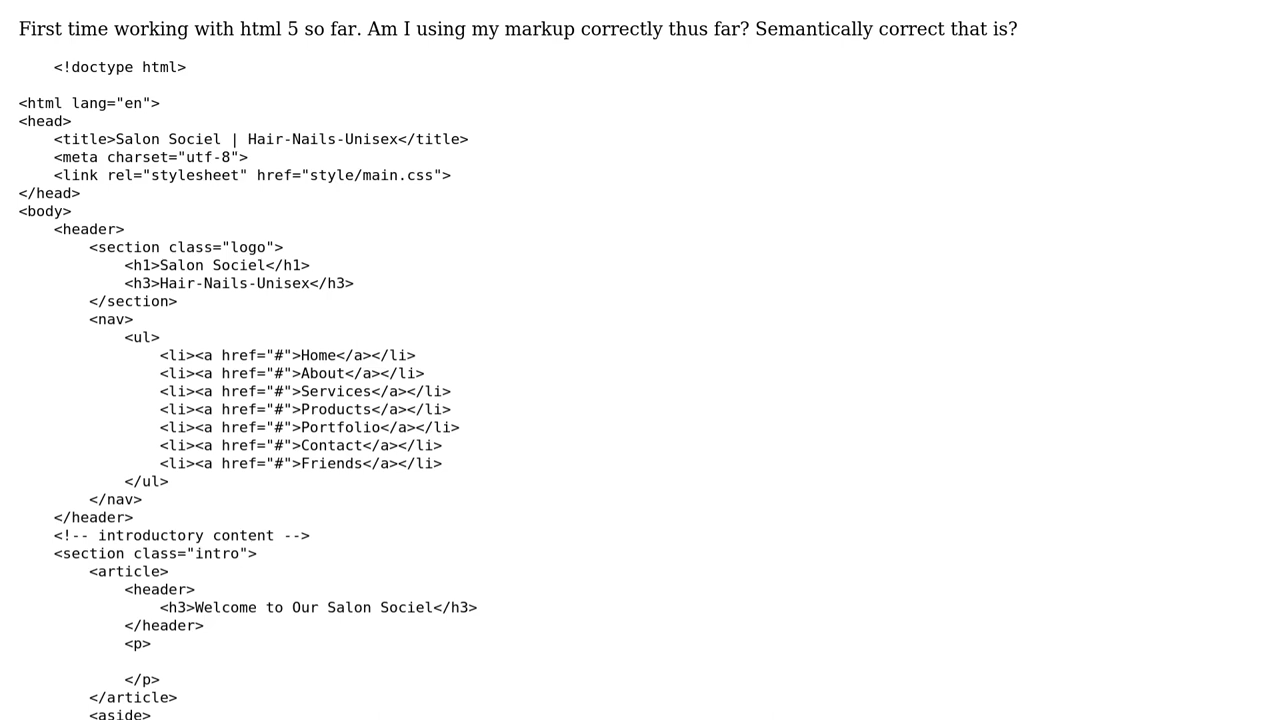 First time working with html 5 so far. Am I using my markup correctly thus far? Semantically correct that is?
    <!doctype html>

<html lang="en">
<head>
    <title>Salon Sociel | Hair-Nails-Unisex</title>
    <meta charset="utf-8">
    <link rel="stylesheet" href="style/main.css">
</head>
<body>
    <header>
        <section class="logo">
            <h1>Salon Sociel</h1>
            <h3>Hair-Nails-Unisex</h3>
        </section>
        <nav>
            <ul>
                <li><a href="#">Home</a></li>
                <li><a href="#">About</a></li>
                <li><a href="#">Services</a></li>
                <li><a href="#">Products</a></li>
                <li><a href="#">Portfolio</a></li>
                <li><a href="#">Contact</a></li>
                <li><a href="#">Friends</a></li>
            </ul>
        </nav>
    </header>
    <!-- introductory content -->
    <section class="intro">
        <article>
            <header>
                <h3>Welcome to Our Salon Sociel</h3>
            </header>
            <p>

            </p>
        </article>
        <aside>